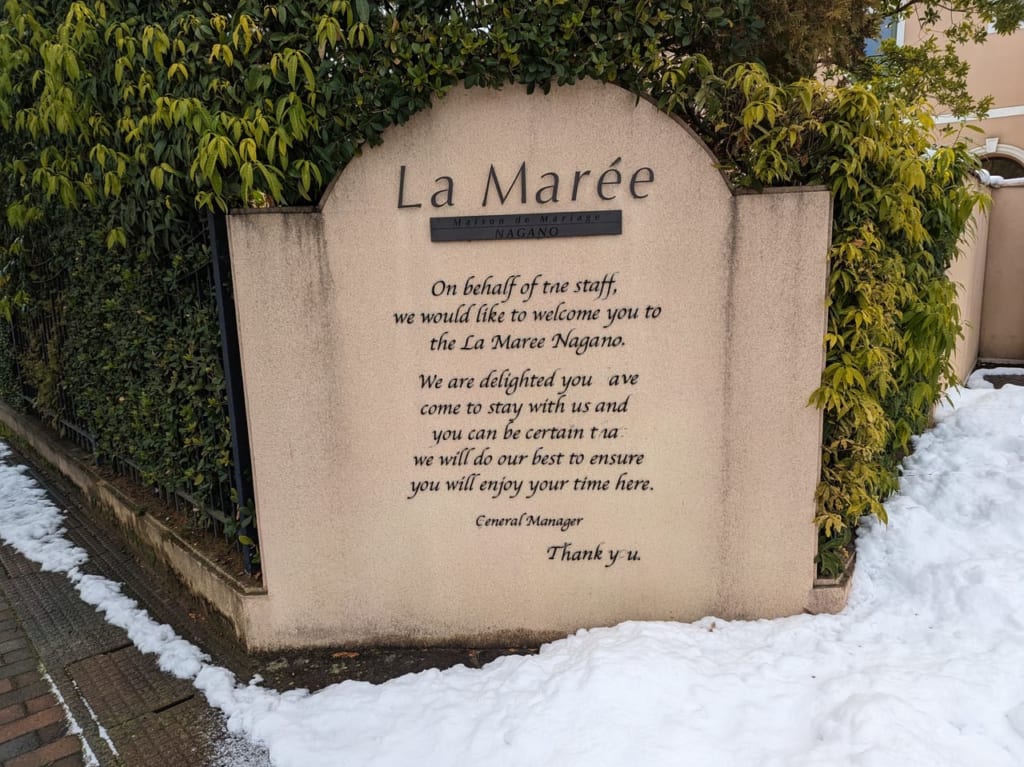 La Marée
Maison de Mariage
NAGANO
On behalf of tne staff,
we would like to welcome you to
the La Maree Nagano.
We are delighted you ave
come to stay with us and
you can be certain t a
we will do our best to ensure
you will enjoy your time here.
General Manager
Thank y u.